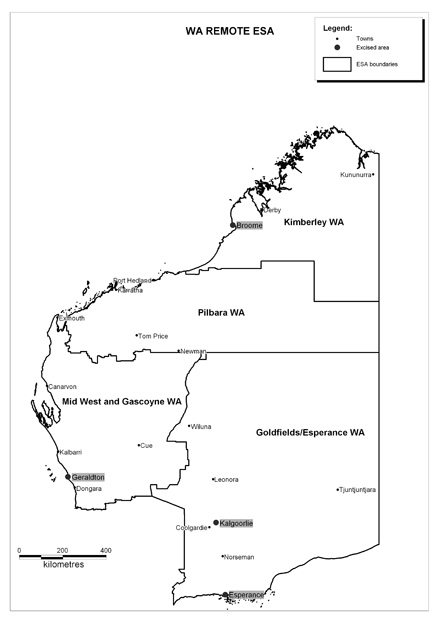 WA REMOTE ESA
Legend:
Towns
Excised area
ESA boundaries
Kununurra
Derby
Broome
Kimberley WA
Port Hedland
Karratha
Exmouth
Pilbara WA
Tom Price
Newman
Canarvon
Mid West and Gascoyne WA
Wiluna
Goldfields/Esperance WA
Cue
Kalbarri
Geraldton
Dongara
Leonora
Tjuntjuntjara
Kalgoorlie
Coolgardie
Norseman
Esperance
0 200 400
kilometres